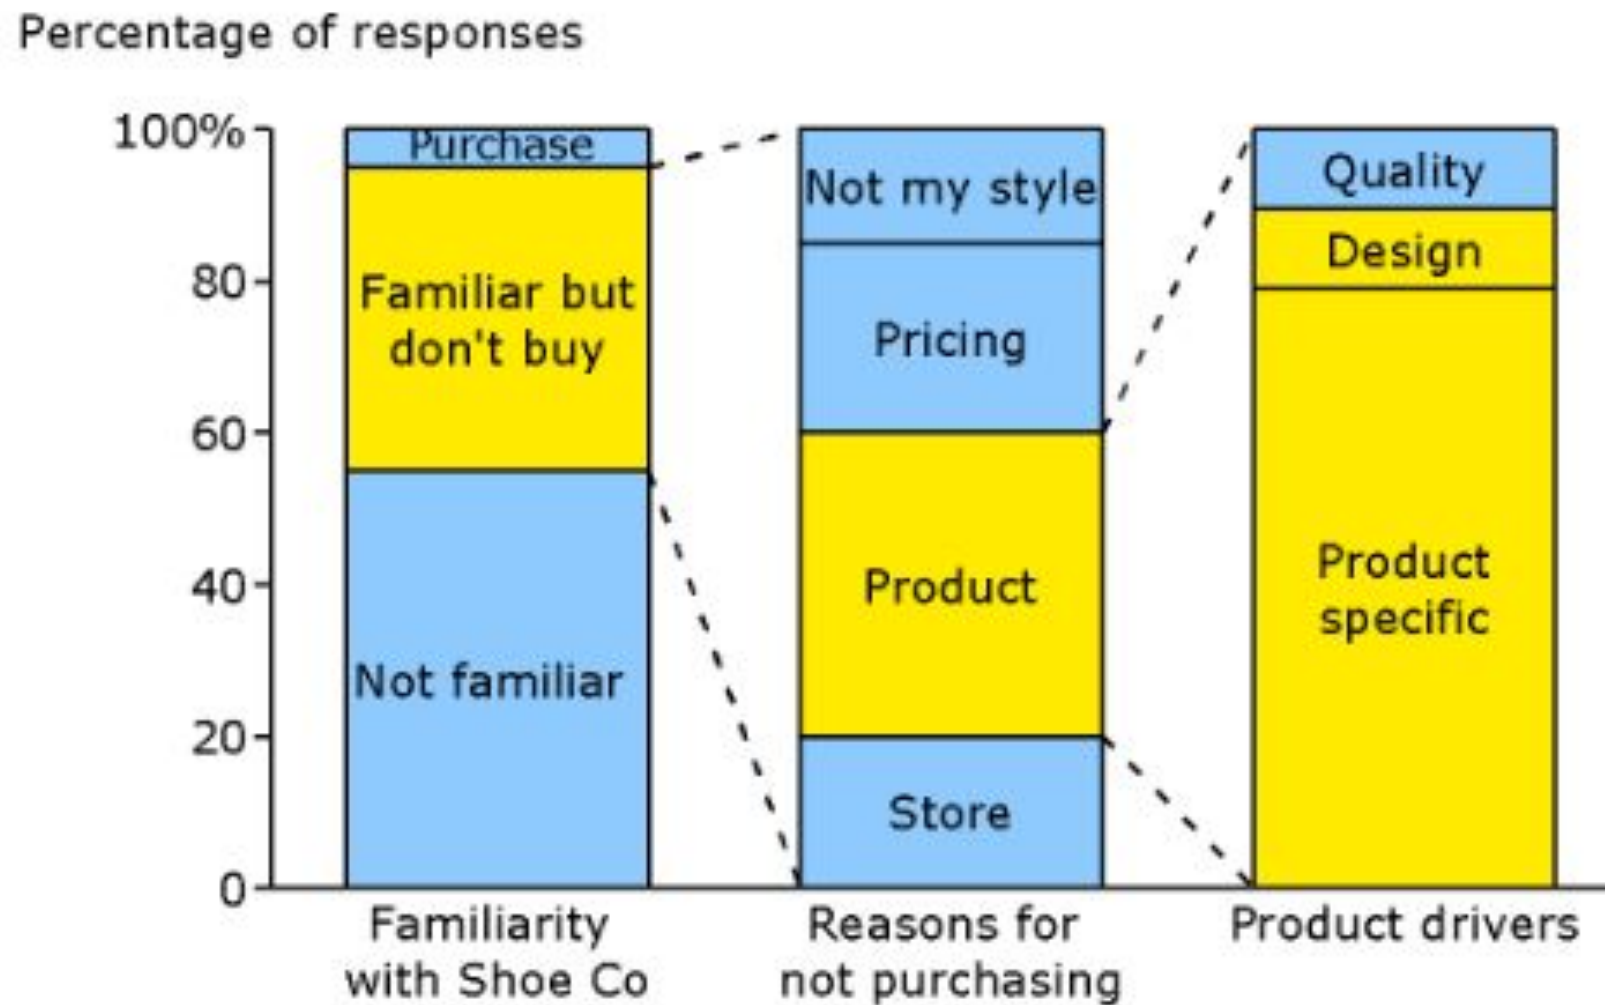 Percentage of responses
100%
80
60
40
20
0
Purchase
Familiar but
don't buy
Not familiar
Not my style
Pricing
Product
Store
Quality
Design
Product
specific
Familiarity
with Shoe Co
Reasons for
not purchasing
Product drivers